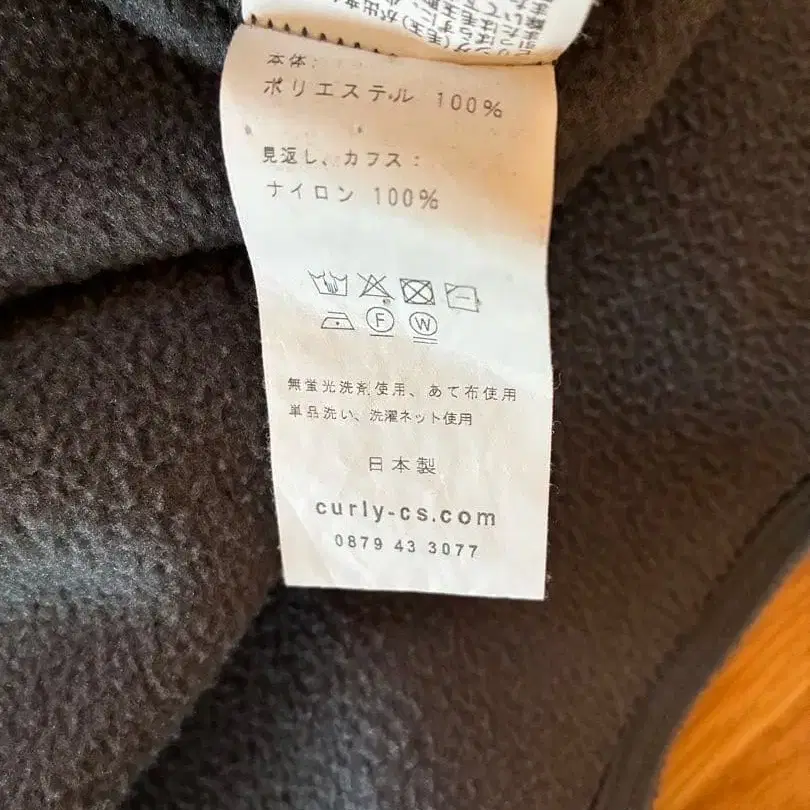 本体:
ポリエステル 100%
見返し、カフス:
ナイロン 100%
F W
無蛍光洗剤使用、あて布使用
単品洗い、洗濯ネット使用
日本製
curly-cs.com
0879 43 3077